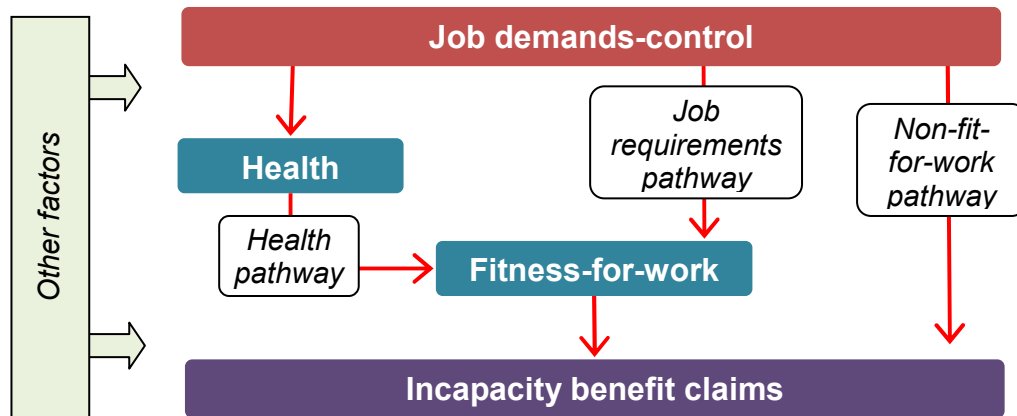 Other factors
Job demands-control
Health
Health
pathway
Job
requirements
pathway
Non-fit-
for-work
pathway
Fitness-for-work
Incapacity benefit claims